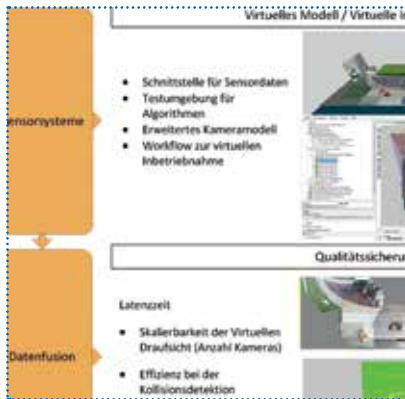 Virtuelles Modell / Virtuelle I
ensorsysteme
• Schnittstelle für Sensordaten
• Testumgebung für
Algorithmen
• Erweitertes Kameramodell
• Workflow zur virtuellen
Inbetriebnahme
Qualitätssicheru
Datenfusion
Latenzzeit
• Skalierbarkeit der Virtuellen
Draufsicht (Anzahl Kameras)
• Effizienz bei der
Kollisionsdetektion